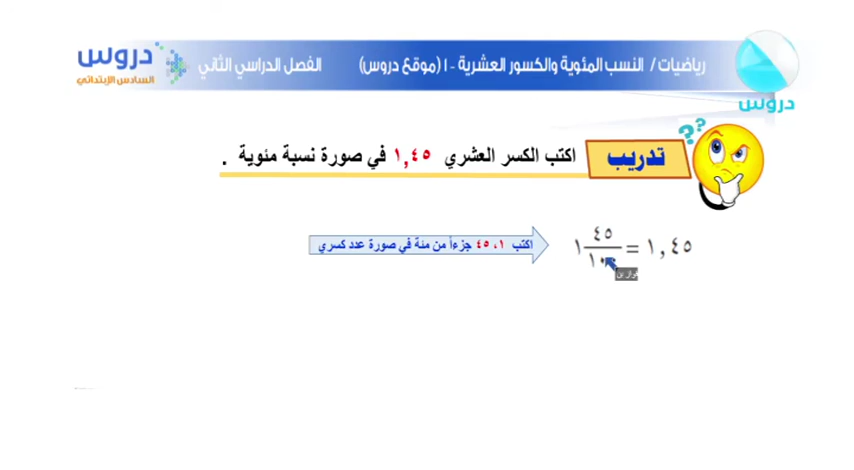 رياضيات / النسب المئوية والكسور العشرية - ١ (موقع دروس) الفصل الدراسي الثاني
دروس
السادس الإبتدائي
دروس
تدريب
اكتب الكسر العشري ١,٤٥ في صورة نسبة مئوية .
١,٤٥ = ١ ٤٥/١٠٠
اكتب ١، ٤٥ جزءاً من مئة في صورة عدد كسري